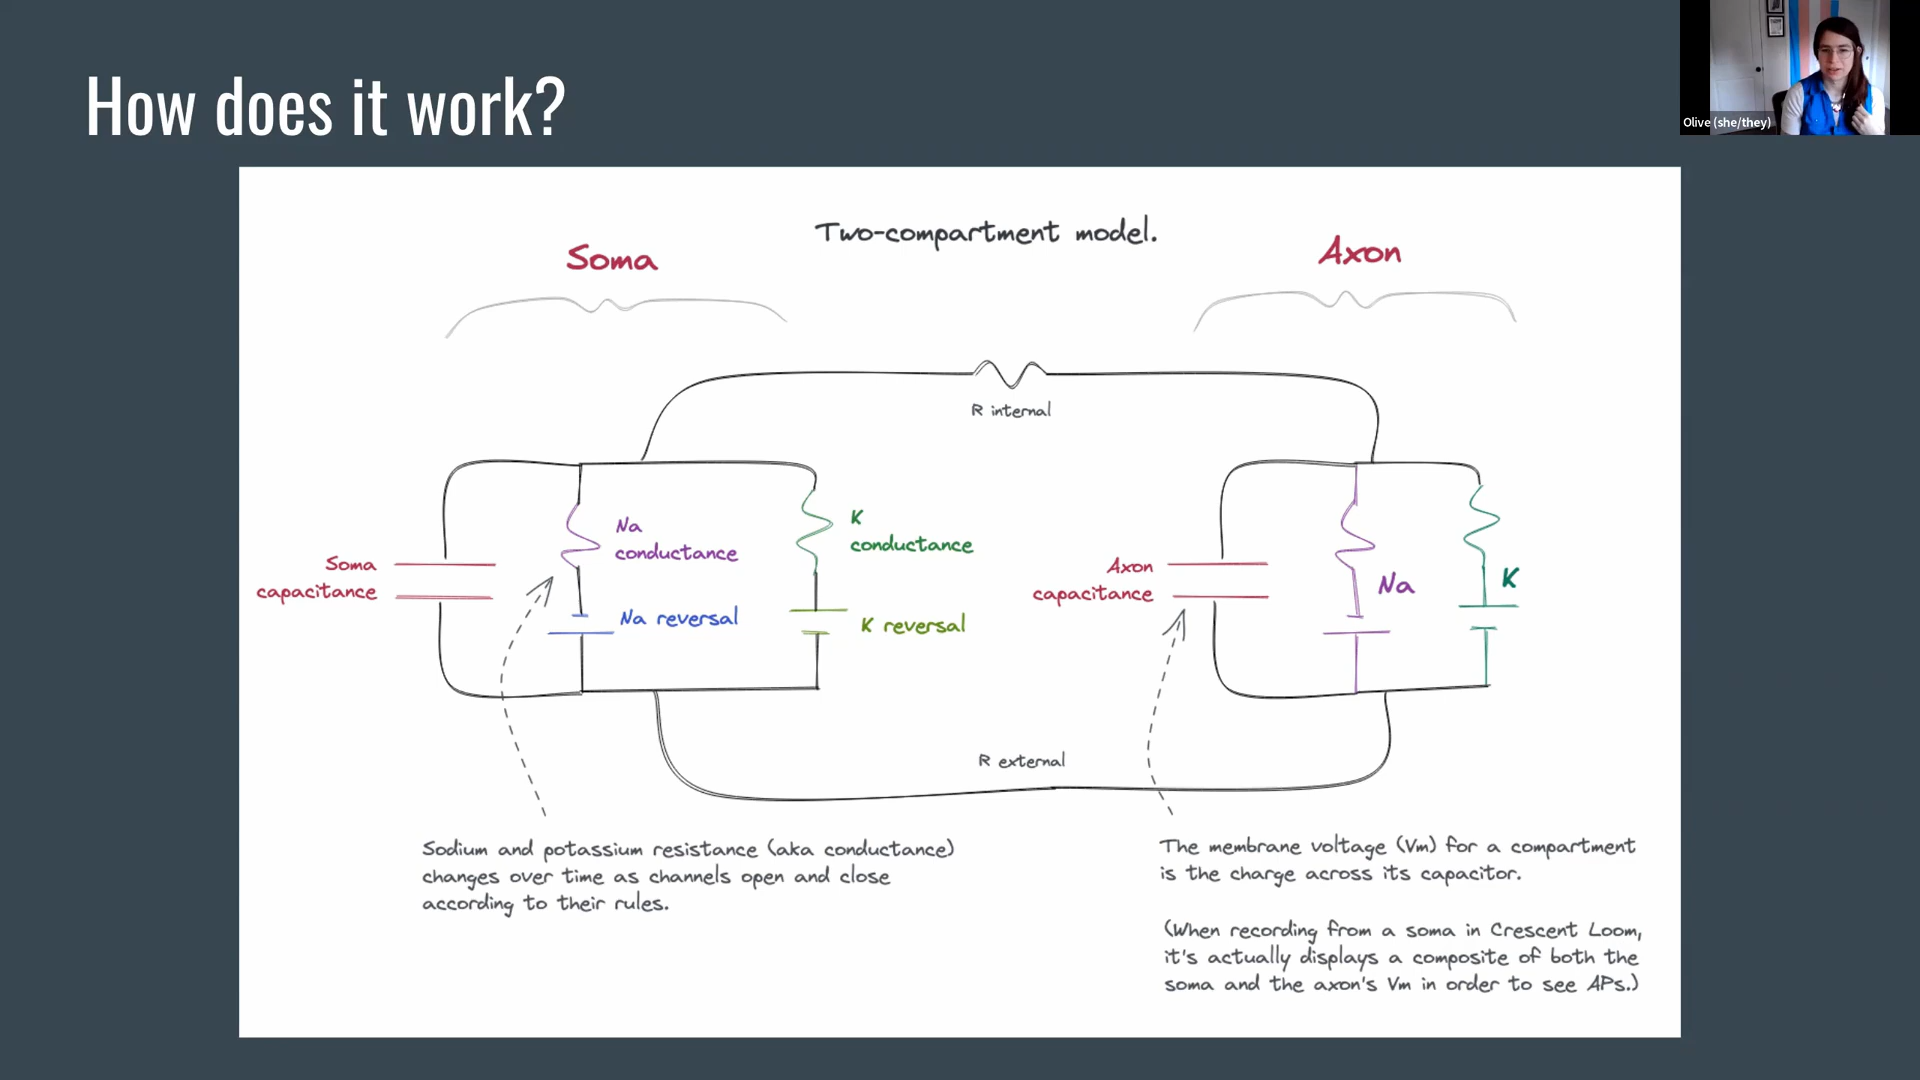 How does it work?
Olive (she/they)
Two-compartment model.
Soma
Axon
R internal
Na
conductance
K
conductance
Soma
capacitance
Na reversal
K reversal
Axon
capacitance
Na
K
R external
Sodium and potassium resistance (aka conductance)
changes over time as channels open and close
according to their rules.
The membrane voltage (Vm) for a compartment
is the charge across its capacitor.
(When recording from a soma in Crescent Loom,
it's actually displays a composite of both the
soma and the axon's Vm in order to see APs.)